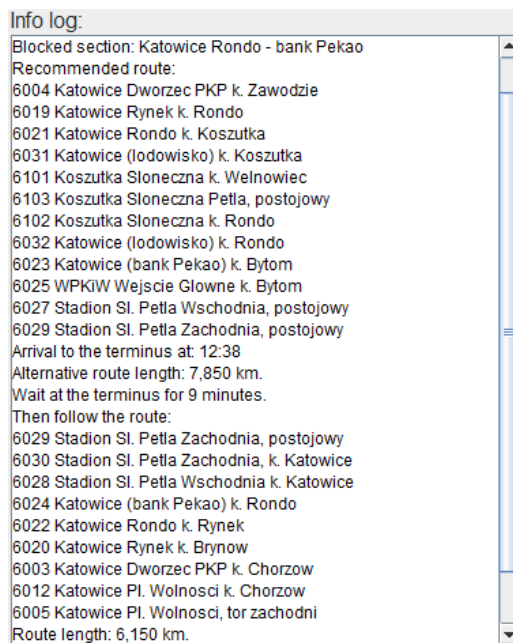 Info log:
Blocked section: Katowice Rondo - bank Pekao
Recommended route:
6004 Katowice Dworzec PKP k. Zawodzie
6019 Katowice Rynek k. Rondo
6021 Katowice Rondo k. Koszutka
6031 Katowice (lodowisko) k. Koszutka
6101 Koszutka Sloneczna k. Welnowiec
6103 Koszutka Sloneczna Petla, postojowy
6102 Koszutka Sloneczna k. Rondo
6032 Katowice (lodowisko) k. Rondo
6023 Katowice (bank Pekao) k. Bytom
6025 WPKiW Wejscie Glowne k. Bytom
6027 Stadion Sl. Petla Wschodnia, postojowy
6029 Stadion Sl. Petla Zachodnia, postojowy
Arrival to the terminus at: 12:38
Alternative route length: 7,850 km.
Wait at the terminus for 9 minutes.
Then follow the route:
6029 Stadion Sl. Petla Zachodnia, postojowy
6030 Stadion Sl. Petla Zachodnia, k. Katowice
6028 Stadion Sl. Petla Wschodnia k. Katowice
6024 Katowice (bank Pekao) k. Rondo
6022 Katowice Rondo k. Rynek
6020 Katowice Rynek k. Brynow
6003 Katowice Dworzec PKP k. Chorzow
6012 Katowice Pl. Wolnosci k. Chorzow
6005 Katowice Pl. Wolnosci, tor zachodni
Route length: 6,150 km.